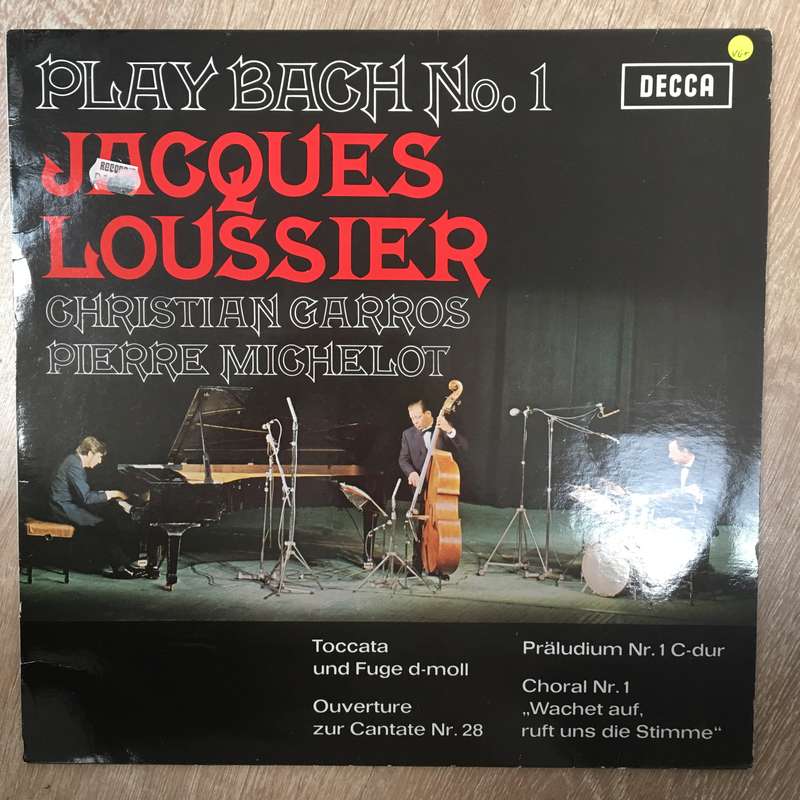 PLAY BACH No. 1
DECCA
VG+
JACQUES
LOUSSIER
CHRISTIAN GARROS
PIERRE MICHELOT
Toccata
und Fuge d-moll
Ouverture
zur Cantate Nr. 28
Präludium Nr. 1 C-dur
Choral Nr. 1
„Wachet auf,
ruft uns die Stimme“